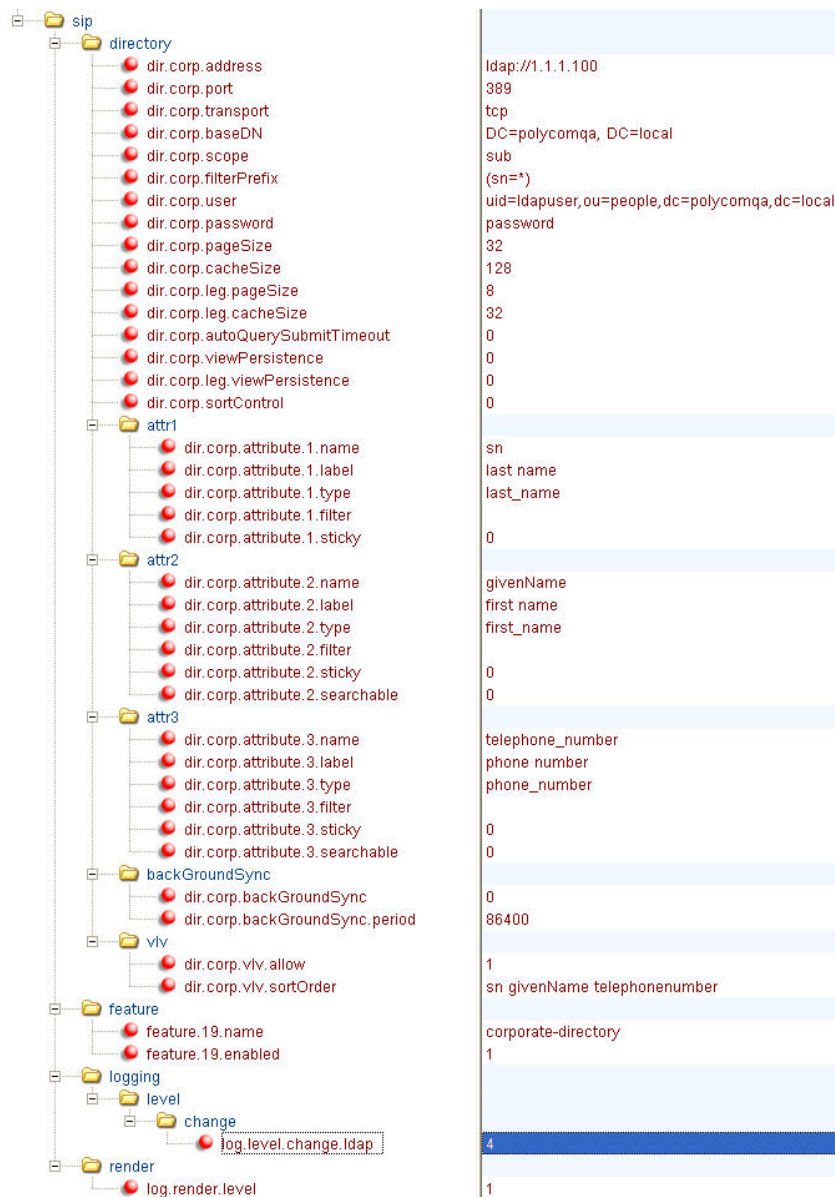 sip
directory
dir.corp.address ldap://1.1.1.100
dir.corp.port 389
dir.corp.transport tcp
dir.corp.baseDN DC=polycomqa, DC=local
dir.corp.scope sub
dir.corp.filterPrefix (sn=*)
dir.corp.user uid=ldapuser,ou=people,dc=polycomqa,dc=local
dir.corp.password password
dir.corp.pageSize 32
dir.corp.cacheSize 128
dir.corp.leg.pageSize 8
dir.corp.leg.cacheSize 32
dir.corp.autoQuerySubmitTimeout 0
dir.corp.viewPersistence 0
dir.corp.leg.viewPersistence 0
dir.corp.sortControl 0
attr1
dir.corp.attribute.1.name sn
dir.corp.attribute.1.label last name
dir.corp.attribute.1.type last_name
dir.corp.attribute.1.filter
dir.corp.attribute.1.sticky 0
attr2
dir.corp.attribute.2.name givenName
dir.corp.attribute.2.label first name
dir.corp.attribute.2.type first_name
dir.corp.attribute.2.filter
dir.corp.attribute.2.sticky 0
dir.corp.attribute.2.searchable 0
attr3
dir.corp.attribute.3.name telephone_number
dir.corp.attribute.3.label phone number
dir.corp.attribute.3.type phone_number
dir.corp.attribute.3.filter
dir.corp.attribute.3.sticky 0
dir.corp.attribute.3.searchable 0
backGroundSync
dir.corp.backGroundSync 0
dir.corp.backGroundSync.period 86400
vlv
dir.corp.vlv.allow 1
dir.corp.vlv.sortOrder sn givenName telephonenumber
feature
feature.19.name corporate-directory
feature.19.enabled 1
logging
level
change
log.level.change.ldap 4
render
log.render.level 1